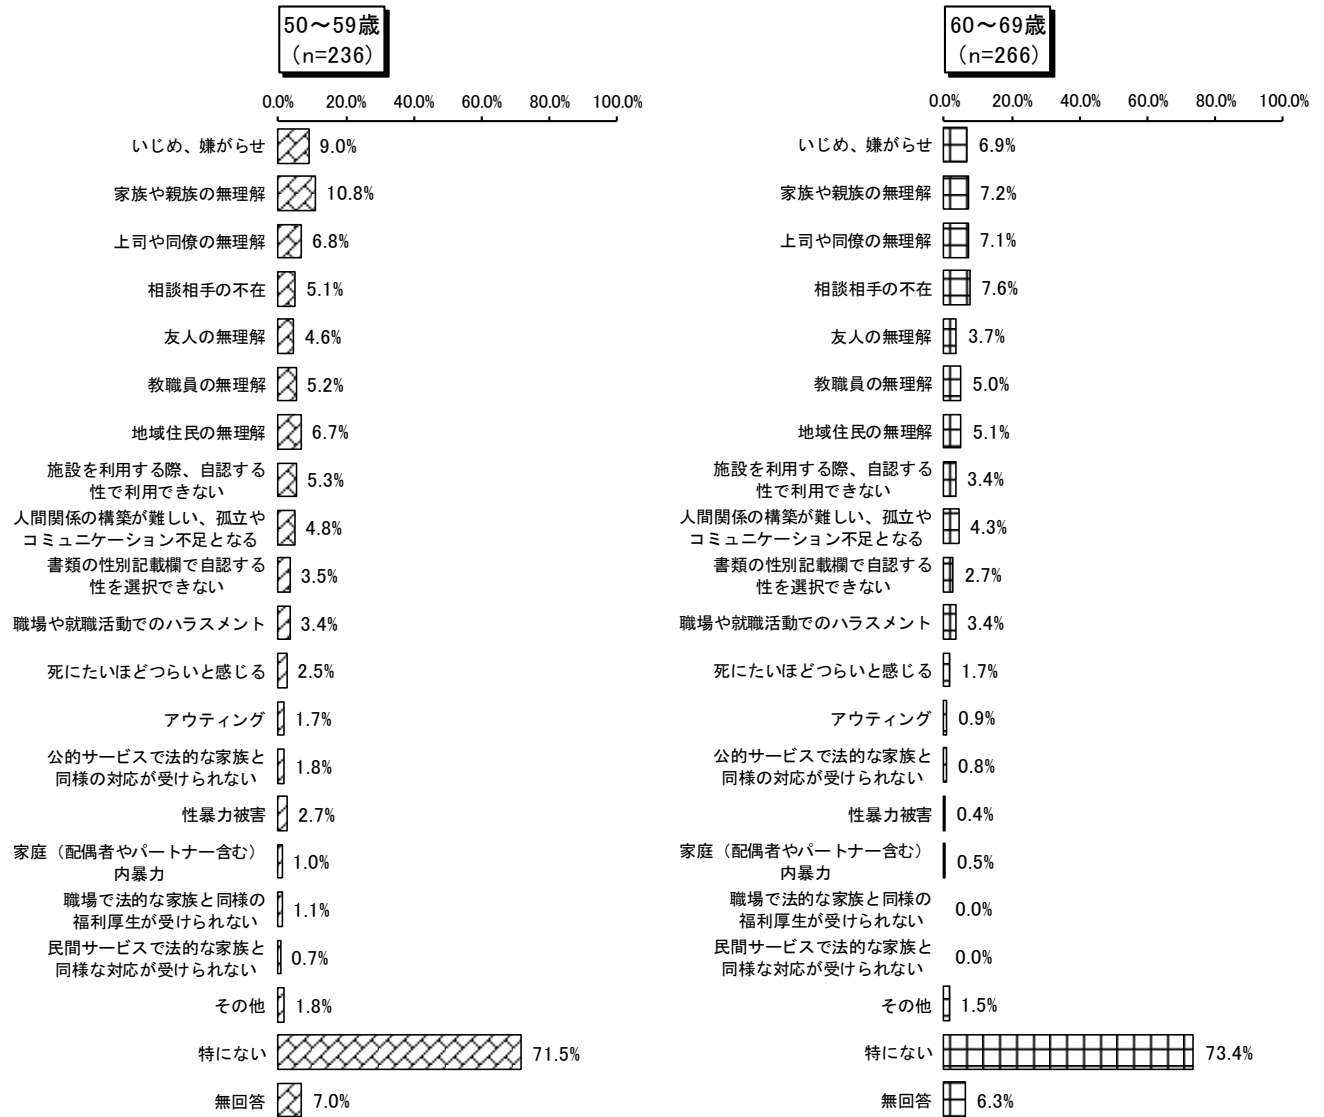 50～59歳
(n=236)
0.0%
20.0%
40.0%
60.0%
80.0%
100.0%
いじめ、嫌がらせ
9.0%
家族や親族の無理解
10.8%
上司や同僚の無理解
6.8%
相談相手の不在
5.1%
友人の無理解
4.6%
教職員の無理解
5.2%
地域住民の無理解
6.7%
施設を利用する際、自認する
性で利用できない
5.3%
人間関係の構築が難しい、孤立や
コミュニケーション不足となる
4.8%
書類の性別記載欄で自認する
性を選択できない
3.5%
職場や就職活動でのハラスメント
3.4%
死にたいほどつらいと感じる
2.5%
アウティング
1.7%
公的サービスで法的な家族と
同様の対応が受けられない
1.8%
性暴力被害
2.7%
家庭（配偶者やパートナー含む）
内暴力
1.0%
職場で法的な家族と同様の
福利厚生が受けられない
1.1%
民間サービスで法的な家族と
同様な対応が受けられない
0.7%
その他
1.8%
特にない
71.5%
無回答
7.0%
60～69歳
(n=266)
0.0%
20.0%
40.0%
60.0%
80.0%
100.0%
いじめ、嫌がらせ
6.9%
家族や親族の無理解
7.2%
上司や同僚の無理解
7.1%
相談相手の不在
7.6%
友人の無理解
3.7%
教職員の無理解
5.0%
地域住民の無理解
5.1%
施設を利用する際、自認する
性で利用できない
3.4%
人間関係の構築が難しい、孤立や
コミュニケーション不足となる
4.3%
書類の性別記載欄で自認する
性を選択できない
2.7%
職場や就職活動でのハラスメント
3.4%
死にたいほどつらいと感じる
1.7%
アウティング
0.9%
公的サービスで法的な家族と
同様の対応が受けられない
0.8%
性暴力被害
0.4%
家庭（配偶者やパートナー含む）
内暴力
0.5%
職場で法的な家族と同様の
福利厚生が受けられない
0.0%
民間サービスで法的な家族と
同様な対応が受けられない
0.0%
その他
1.5%
特にない
73.4%
無回答
6.3%